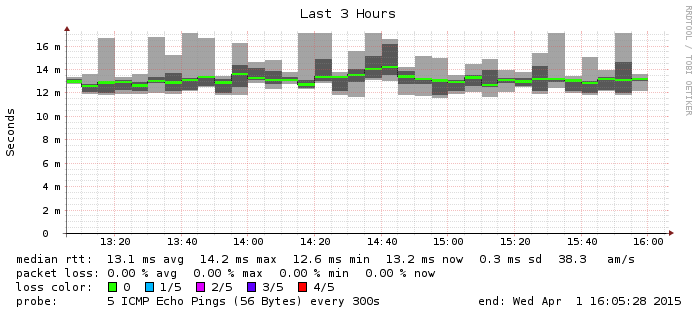 Last 3 Hours
RRDTOOL / TOBI OETIKER
Seconds
16 m
14 m
12 m
10 m
8 m
6 m
4 m
2 m
0
13:20 13:40 14:00 14:20 14:40 15:00 15:20 15:40 16:00
median rtt: 13.1 ms avg 14.2 ms max 12.6 ms min 13.2 ms now 0.3 ms sd 38.3 am/s
packet loss: 0.00 % avg 0.00 % max 0.00 % min 0.00 % now
loss color: 0 1/5 2/5 3/5 4/5
probe: 5 ICMP Echo Pings (56 Bytes) every 300s end: Wed Apr 1 16:05:28 2015